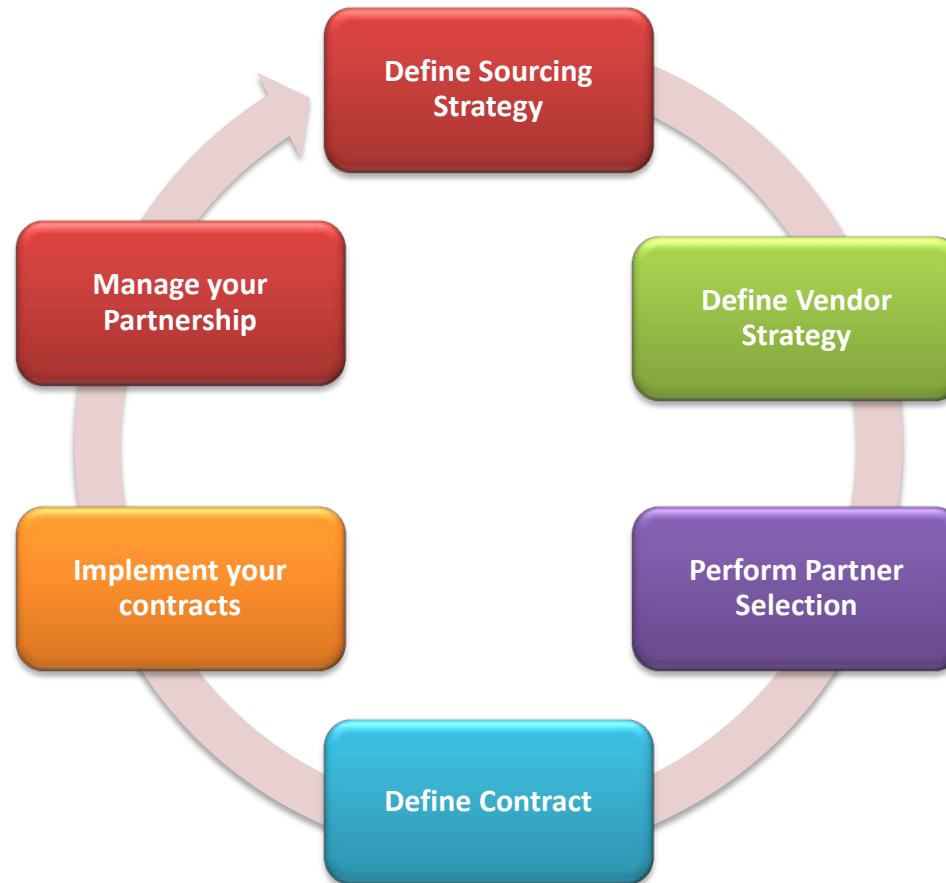 Define Sourcing
Strategy
Define Vendor
Strategy
Perform Partner
Selection
Define Contract
Implement your
contracts
Manage your
Partnership